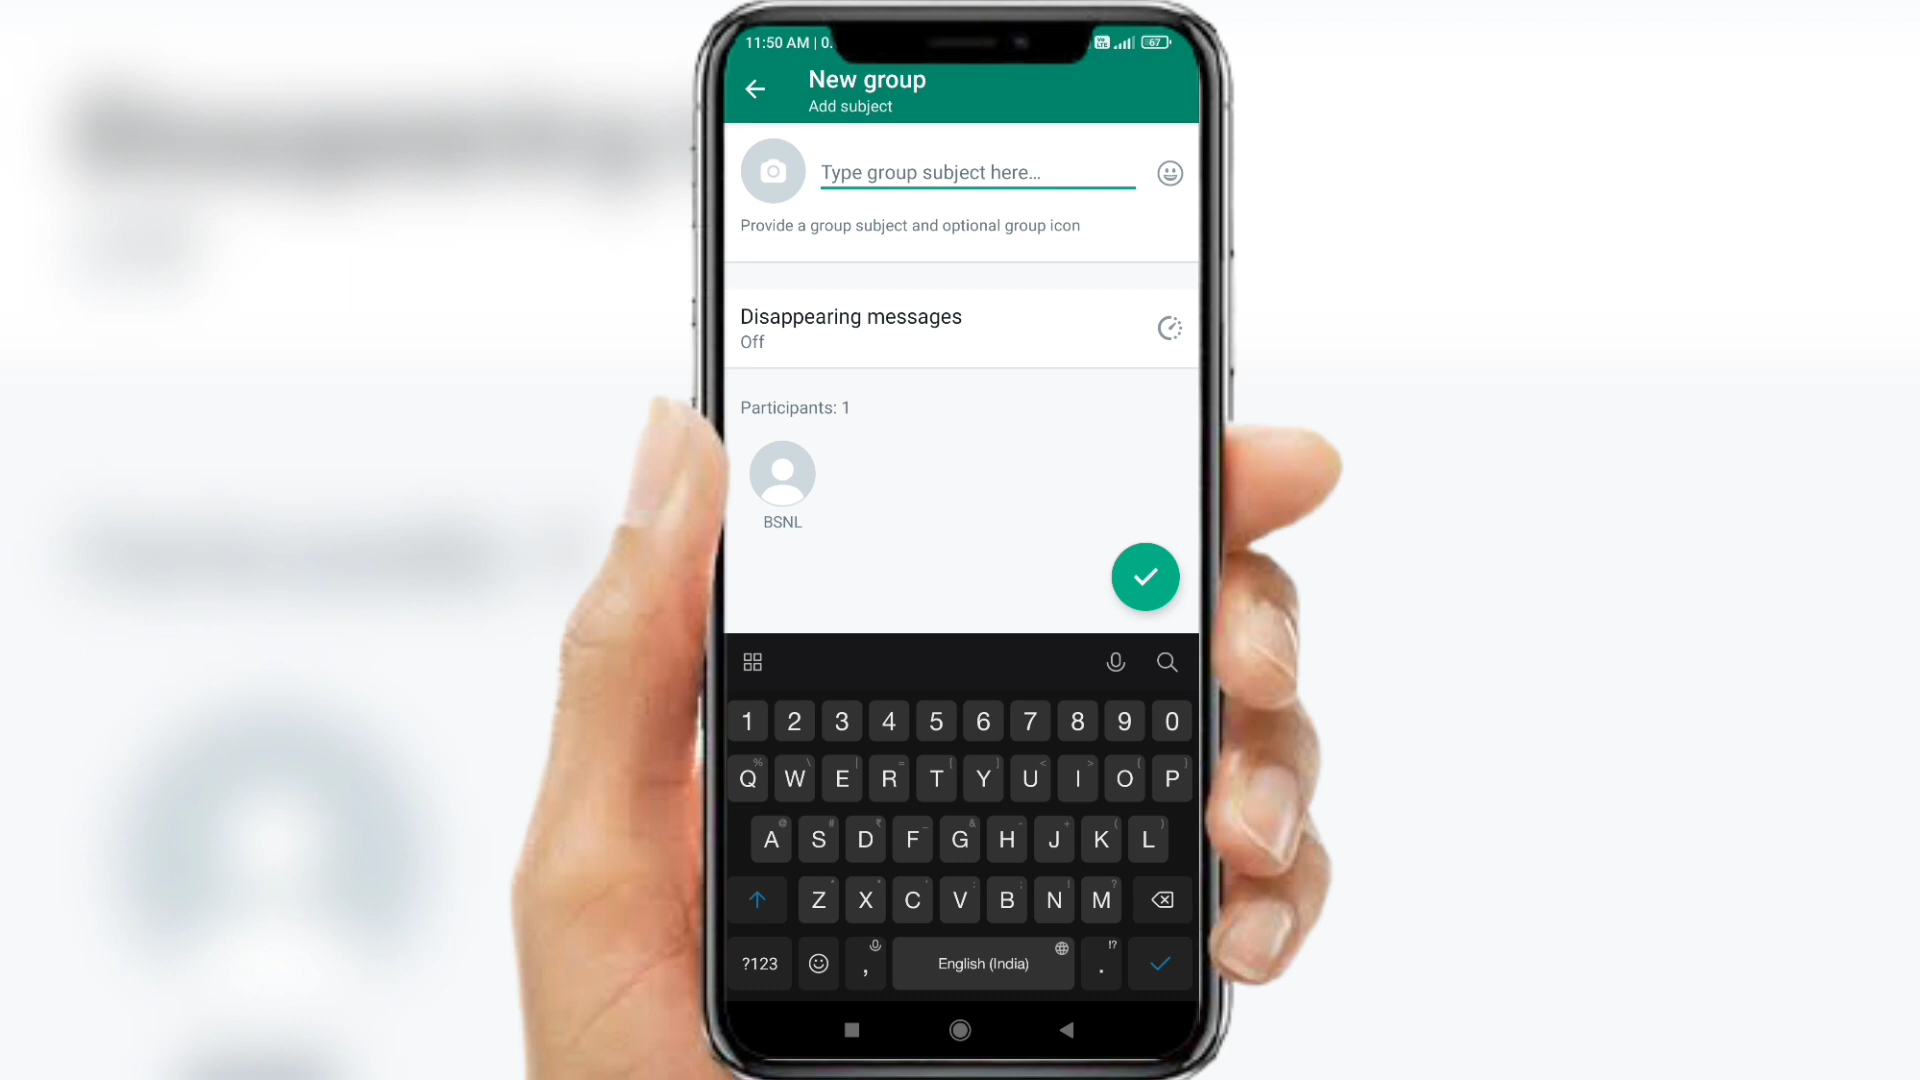 11:50 AM | 0.
67
New group
Add subject
Type group subject here...
Provide a group subject and optional group icon
Disappearing messages
Off
Participants: 1
BSNL
1 2 3 4 5 6 7 8 9 0
Q W E R T Y U I O P
A S D F G H J K L
Z X C V B N M
?123 , English (India) . !?